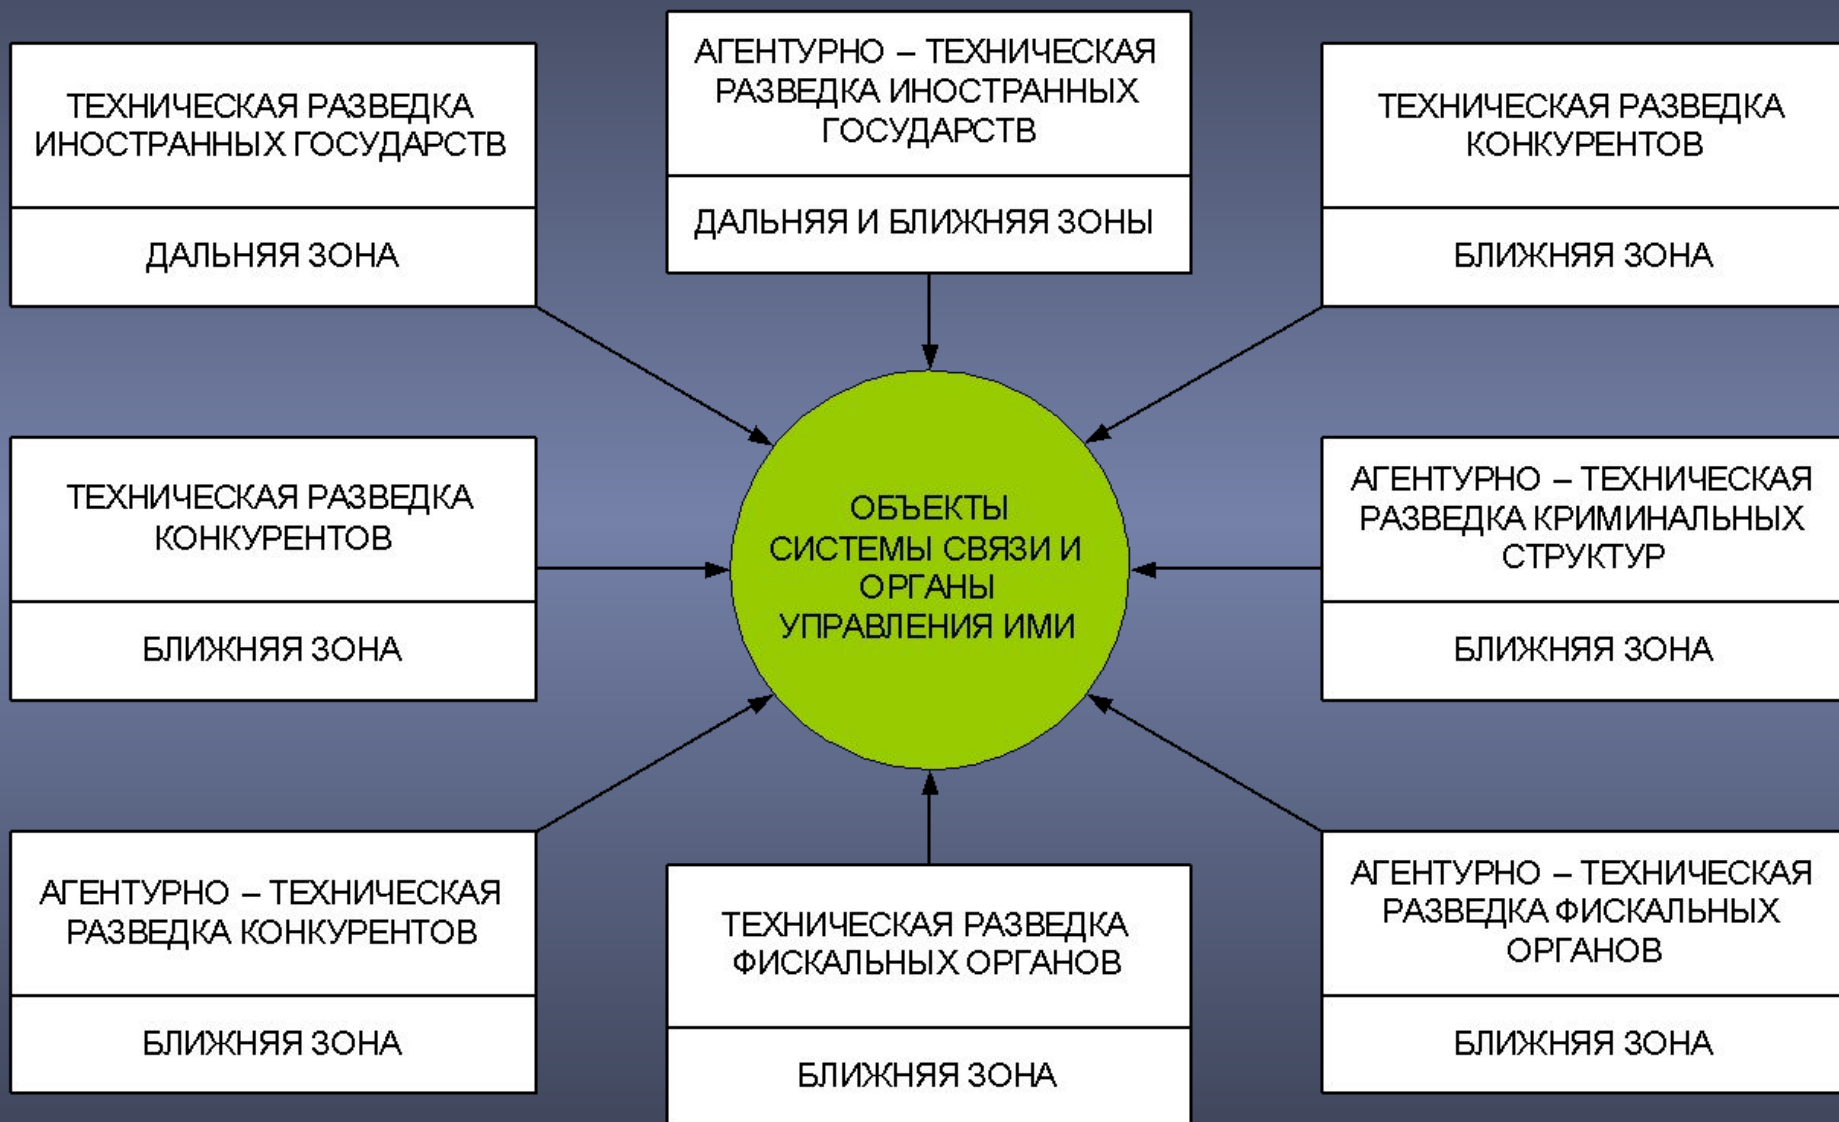 ТЕХНИЧЕСКАЯ РАЗВЕДКА
ИНОСТРАННЫХ ГОСУДАРСТВ
ДАЛЬНЯЯ ЗОНА
АГЕНТУРНО – ТЕХНИЧЕСКАЯ
РАЗВЕДКА ИНОСТРАННЫХ
ГОСУДАРСТВ
ДАЛЬНЯЯ И БЛИЖНЯЯ ЗОНЫ
ТЕХНИЧЕСКАЯ РАЗВЕДКА
КОНКУРЕНТОВ
БЛИЖНЯЯ ЗОНА
ТЕХНИЧЕСКАЯ РАЗВЕДКА
КОНКУРЕНТОВ
БЛИЖНЯЯ ЗОНА
ОБЪЕКТЫ
СИСТЕМЫ СВЯЗИ И
ОРГАНЫ
УПРАВЛЕНИЯ ИМИ
АГЕНТУРНО – ТЕХНИЧЕСКАЯ
РАЗВЕДКА КРИМИНАЛЬНЫХ
СТРУКТУР
БЛИЖНЯЯ ЗОНА
АГЕНТУРНО – ТЕХНИЧЕСКАЯ
РАЗВЕДКА КОНКУРЕНТОВ
БЛИЖНЯЯ ЗОНА
ТЕХНИЧЕСКАЯ РАЗВЕДКА
ФИСКАЛЬНЫХ ОРГАНОВ
БЛИЖНЯЯ ЗОНА
АГЕНТУРНО – ТЕХНИЧЕСКАЯ
РАЗВЕДКА ФИСКАЛЬНЫХ
ОРГАНОВ
БЛИЖНЯЯ ЗОНА